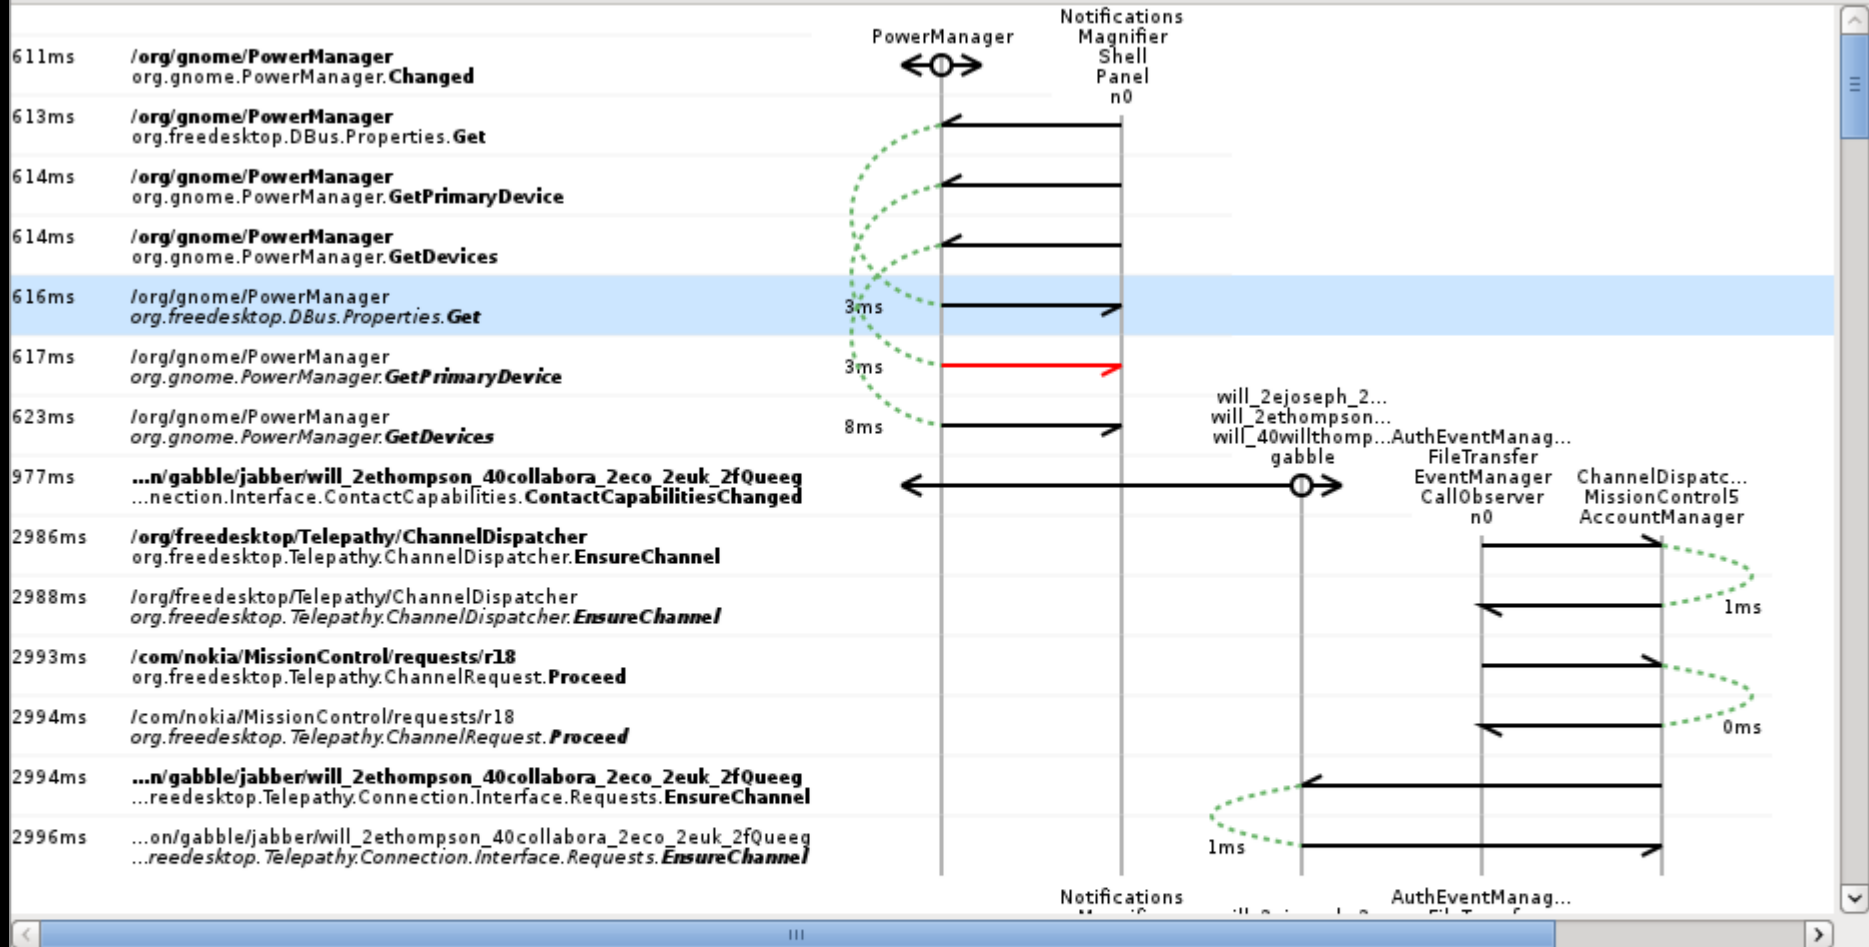 Notifications
PowerManager Magnifier
Shell
Panel
n0
611ms /org/gnome/PowerManager
org.gnome.PowerManager.Changed
613ms /org/gnome/PowerManager
org.freedesktop.DBus.Properties.Get
614ms /org/gnome/PowerManager
org.gnome.PowerManager.GetPrimaryDevice
614ms /org/gnome/PowerManager
org.gnome.PowerManager.GetDevices
616ms /org/gnome/PowerManager
org.freedesktop.DBus.Properties.Get
3ms
617ms /org/gnome/PowerManager
org.gnome.PowerManager.GetPrimaryDevice
3ms
623ms /org/gnome/PowerManager
org.gnome.PowerManager.GetDevices
8ms
will_2ejoseph_2...
will_2ethompson...
will_40willthomp...
gabble
AuthEventManag...
FileTransfer
EventManager
CallObserver
n0
ChannelDispatc...
MissionControl5
AccountManager
977ms ...n/gabble/jabber/will_2ethompson_40collabora_2eco_2euk_2fQueeg
...nection.Interface.ContactCapabilities.ContactCapabilitiesChanged
2986ms /org/freedesktop/Telepathy/ChannelDispatcher
org.freedesktop.Telepathy.ChannelDispatcher.EnsureChannel
2988ms /org/freedesktop/Telepathy/ChannelDispatcher
org.freedesktop.Telepathy.ChannelDispatcher.EnsureChannel
1ms
2993ms /com/nokia/MissionControl/requests/r18
org.freedesktop.Telepathy.ChannelRequest.Proceed
2994ms /com/nokia/MissionControl/requests/r18
org.freedesktop.Telepathy.ChannelRequest.Proceed
0ms
2994ms ...n/gabble/jabber/will_2ethompson_40collabora_2eco_2euk_2fQueeg
...reedesktop.Telepathy.Connection.Interface.Requests.EnsureChannel
2996ms ...on/gabble/jabber/will_2ethompson_40collabora_2eco_2euk_2fQueeg
...reedesktop.Telepathy.Connection.Interface.Requests.EnsureChannel
1ms
Notifications
AuthEventManag...